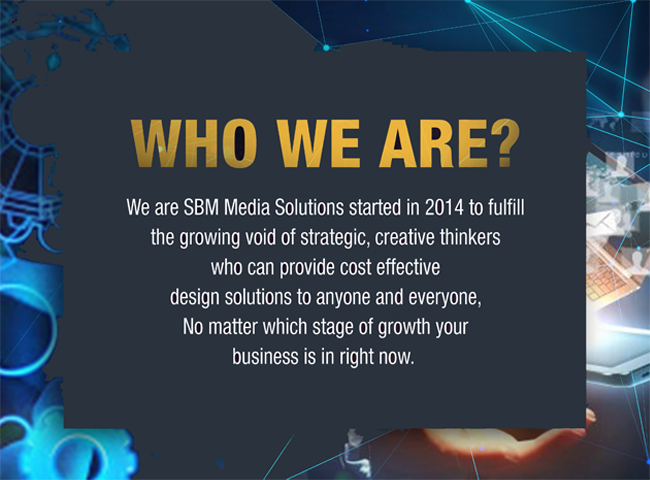 WHO WE ARE?
We are SBM Media Solutions started in 2014 to fulfill
the growing void of strategic, creative thinkers
who can provide cost effective
design solutions to anyone and everyone,
No matter which stage of growth your
business is in right now.